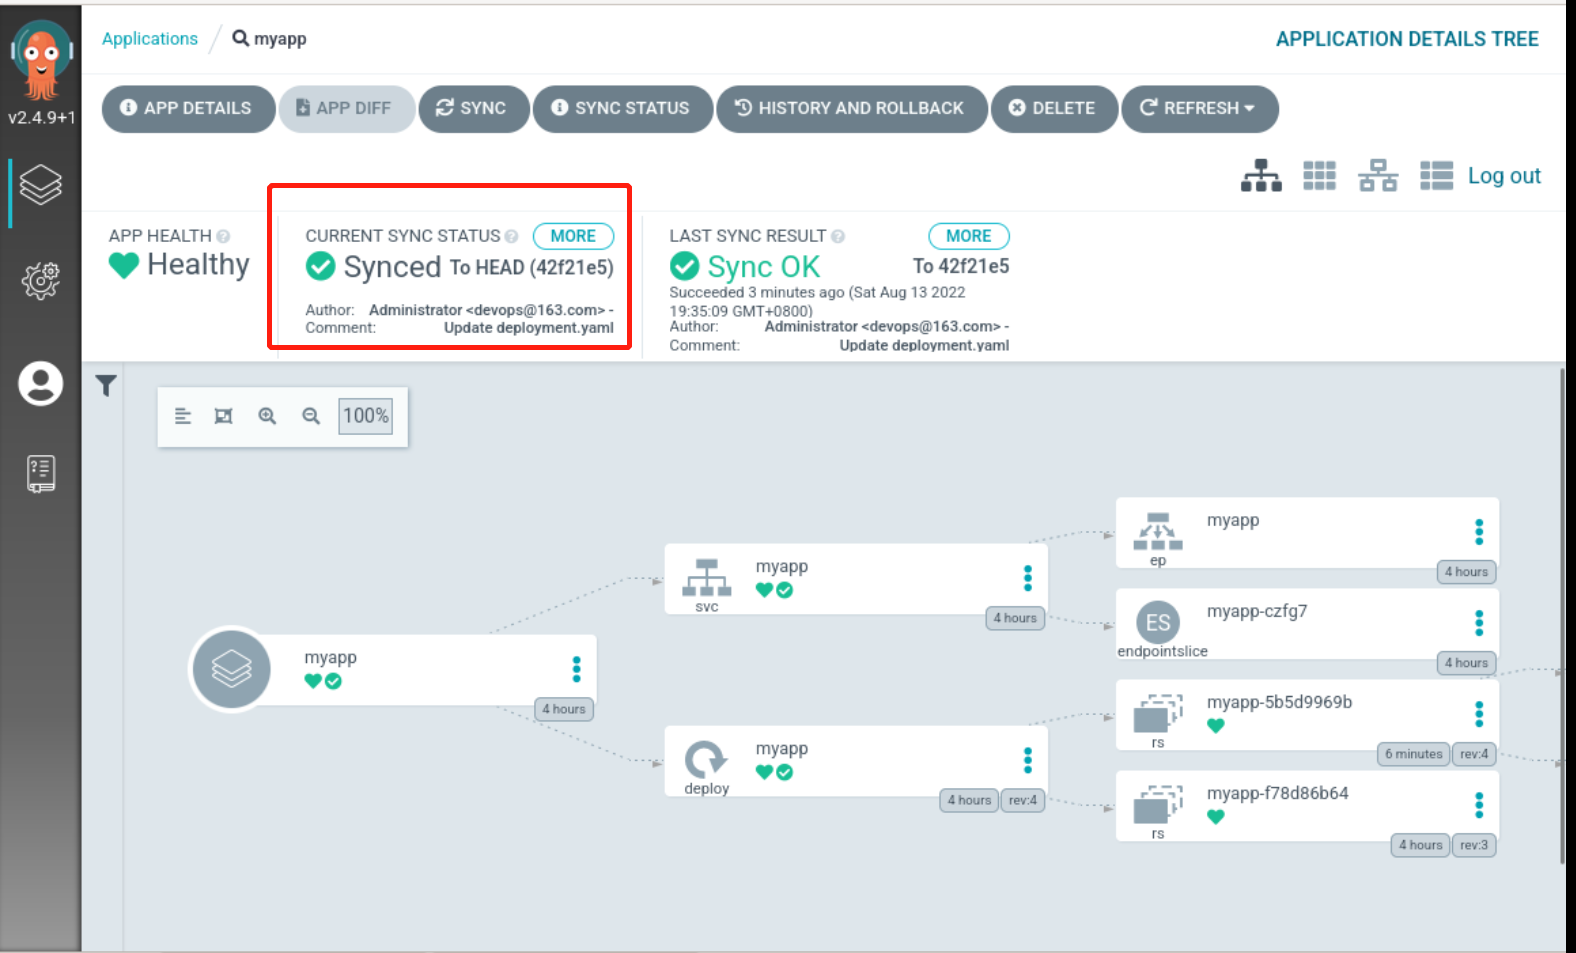 Applications / myapp
APPLICATION DETAILS TREE
v2.4.9+1
APP DETAILS
APP DIFF
SYNC
SYNC STATUS
HISTORY AND ROLLBACK
DELETE
REFRESH
Log out
APP HEALTH
Healthy
CURRENT SYNC STATUS
MORE
Synced To HEAD (42f21e5)
Author: Administrator <devops@163.com> -
Comment: Update deployment.yaml
LAST SYNC RESULT
MORE
Sync OK To 42f21e5
Succeeded 3 minutes ago (Sat Aug 13 2022
19:35:09 GMT+0800)
Author: Administrator <devops@163.com> -
Comment: Update deployment.yaml
100%
myapp
4 hours
svc
myapp
4 hours
deploy
myapp
4 hours
rev:4
ep
myapp
4 hours
ES
endpointslice
myapp-czfg7
4 hours
rs
myapp-5b5d9969b
6 minutes
rev:4
rs
myapp-f78d86b64
4 hours
rev:3